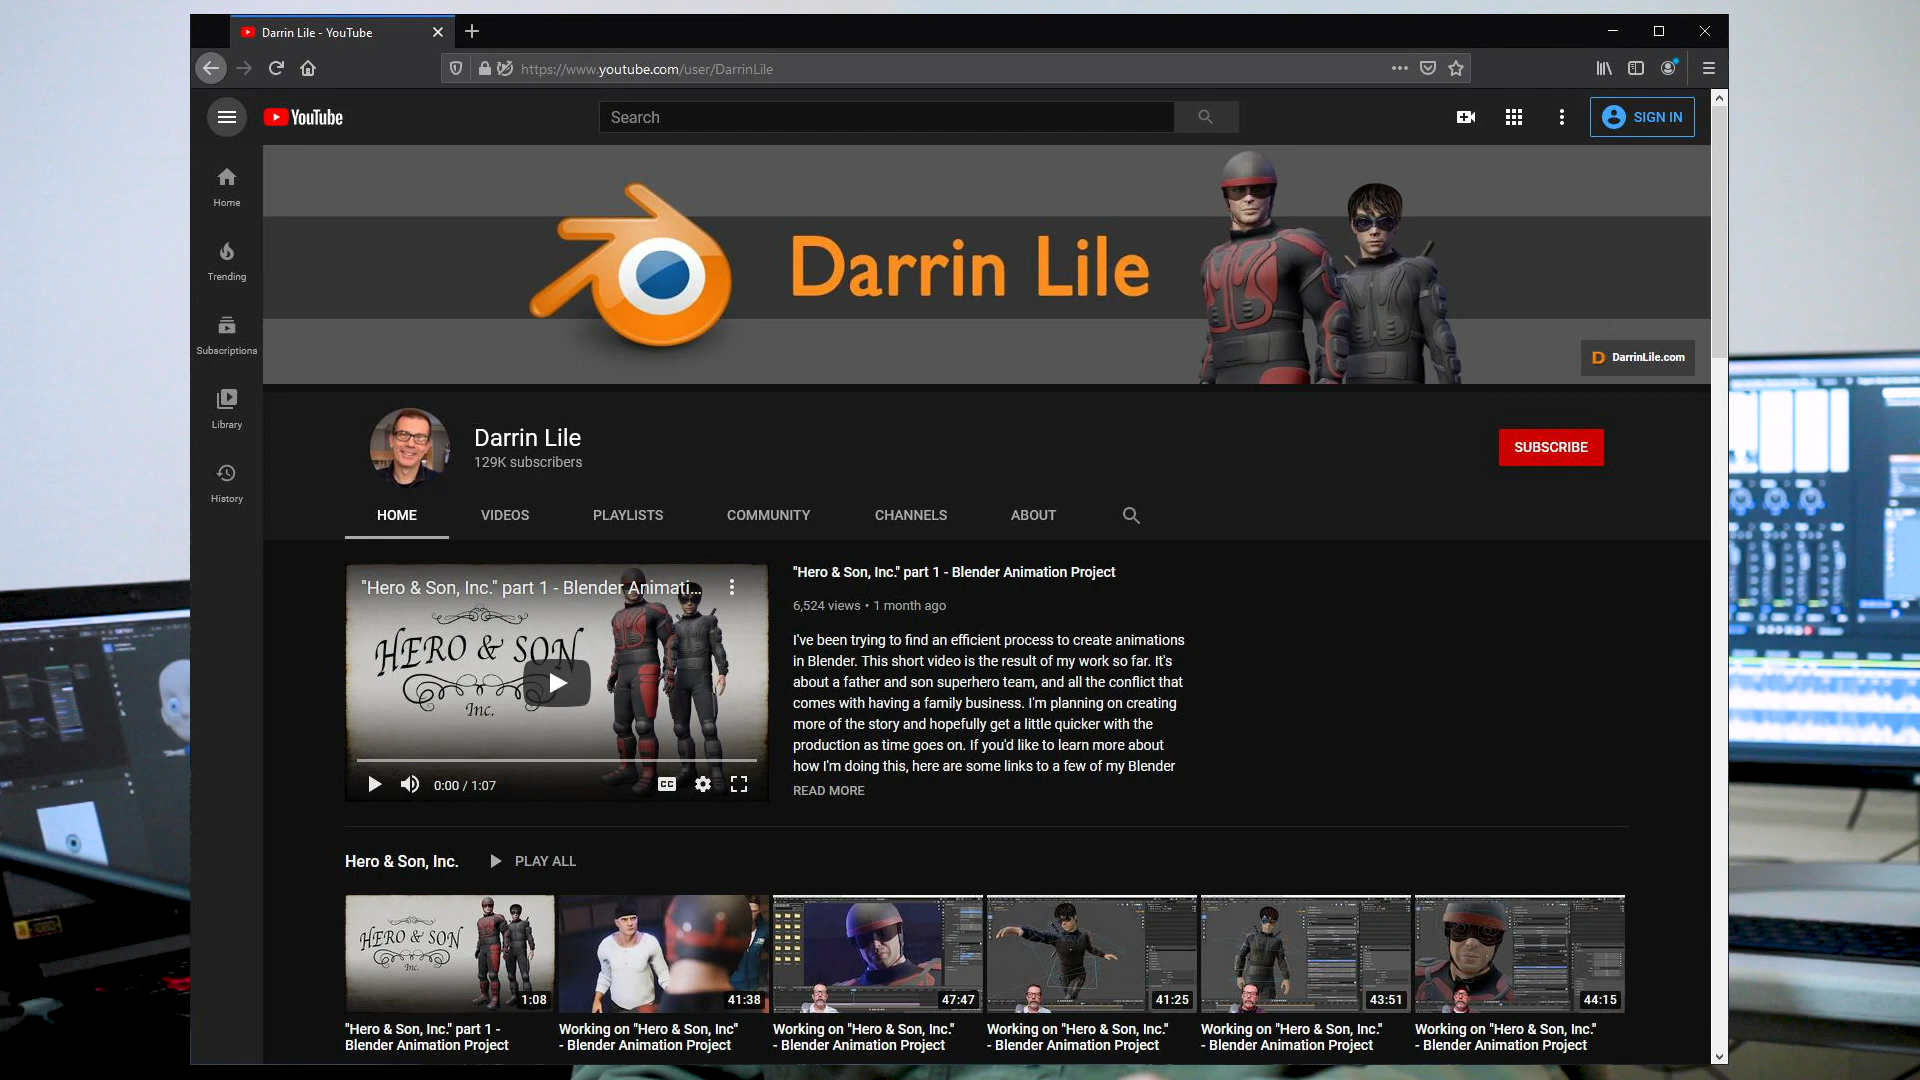 Darrin Lile - YouTube
https://www.youtube.com/user/DarrinLile
YouTube
Search
SIGN IN
Home
Trending
Subscriptions
Library
History
Darrin Lile
D DarrinLile.com
Darrin Lile
129K subscribers
SUBSCRIBE
HOME
VIDEOS
PLAYLISTS
COMMUNITY
CHANNELS
ABOUT
"Hero & Son, Inc." part 1 - Blender Animati...
HERO & SON
Inc.
0:00 / 1:07
CC
"Hero & Son, Inc." part 1 - Blender Animation Project
6,524 views • 1 month ago
I've been trying to find an efficient process to create animations
in Blender. This short video is the result of my work so far. It's
about a father and son superhero team, and all the conflict that
comes with having a family business. I'm planning on creating
more of the story and hopefully get a little quicker with the
production as time goes on. If you'd like to learn more about
how I'm doing this, here are some links to a few of my Blender
READ MORE
Hero & Son, Inc.
PLAY ALL
HERO & SON
Inc.
1:08
41:38
47:47
41:25
43:51
44:15
"Hero & Son, Inc." part 1 -
Blender Animation Project
Working on "Hero & Son, Inc"
- Blender Animation Project
Working on "Hero & Son, Inc."
- Blender Animation Project
Working on "Hero & Son, Inc."
- Blender Animation Project
Working on "Hero & Son, Inc."
- Blender Animation Project
Working on "Hero & Son, Inc."
- Blender Animation Project